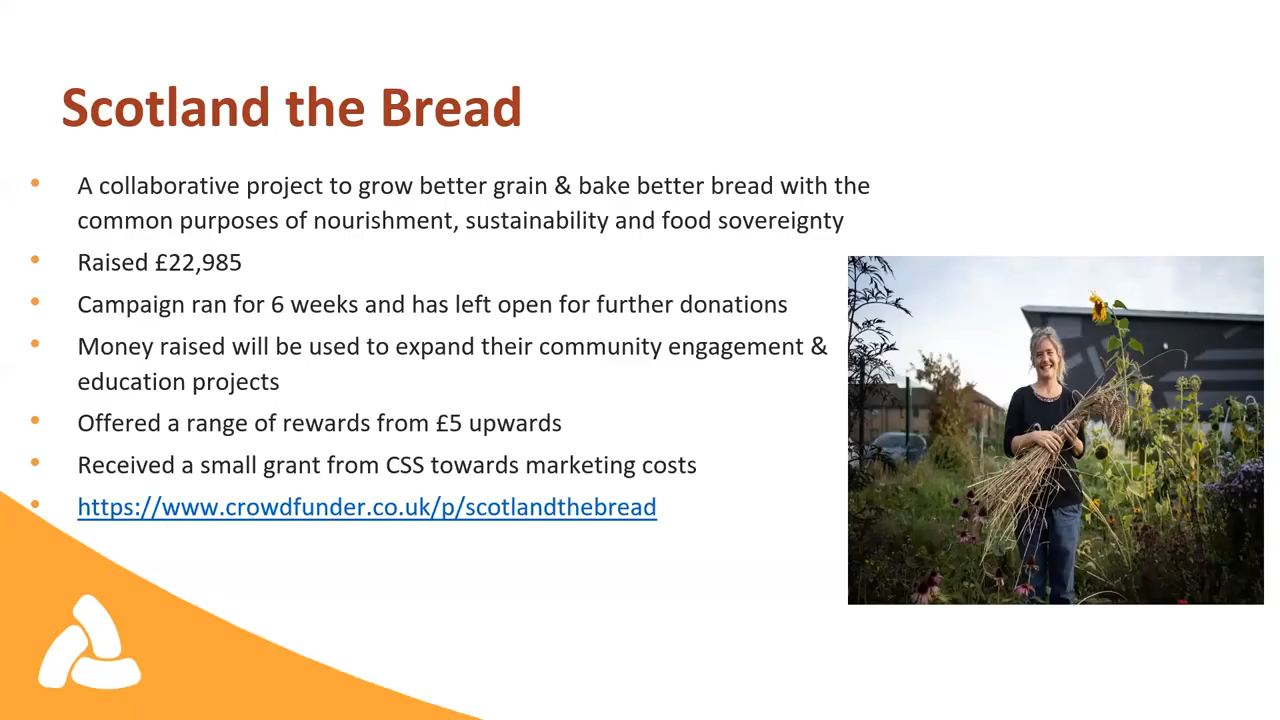 Scotland the Bread
• A collaborative project to grow better grain & bake better bread with the
common purposes of nourishment, sustainability and food sovereignty
• Raised £22,985
• Campaign ran for 6 weeks and has left open for further donations
• Money raised will be used to expand their community engagement &
education projects
• Offered a range of rewards from £5 upwards
• Received a small grant from CSS towards marketing costs
• https://www.crowdfunder.co.uk/p/scotlandthebread